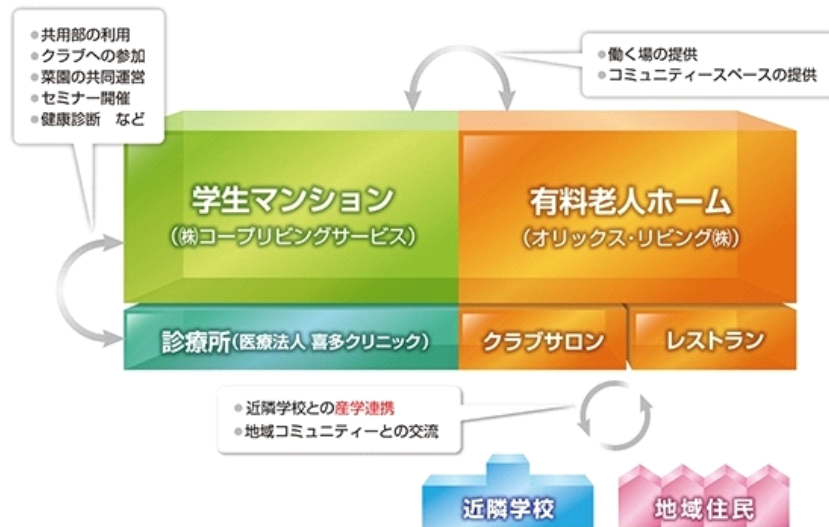 ●共用部の利用
●クラブへの参加
●菜園の共同運営
●セミナー開催
●健康診断　など
●働く場の提供
●コミュニティースペースの提供
学生マンション
(㈱コープリビングサービス)
有料老人ホーム
(オリックス・リビング㈱)
診療所(医療法人 喜多クリニック)
クラブサロン
レストラン
●近隣学校との産学連携
●地域コミュニティーとの交流
近隣学校
地域住民